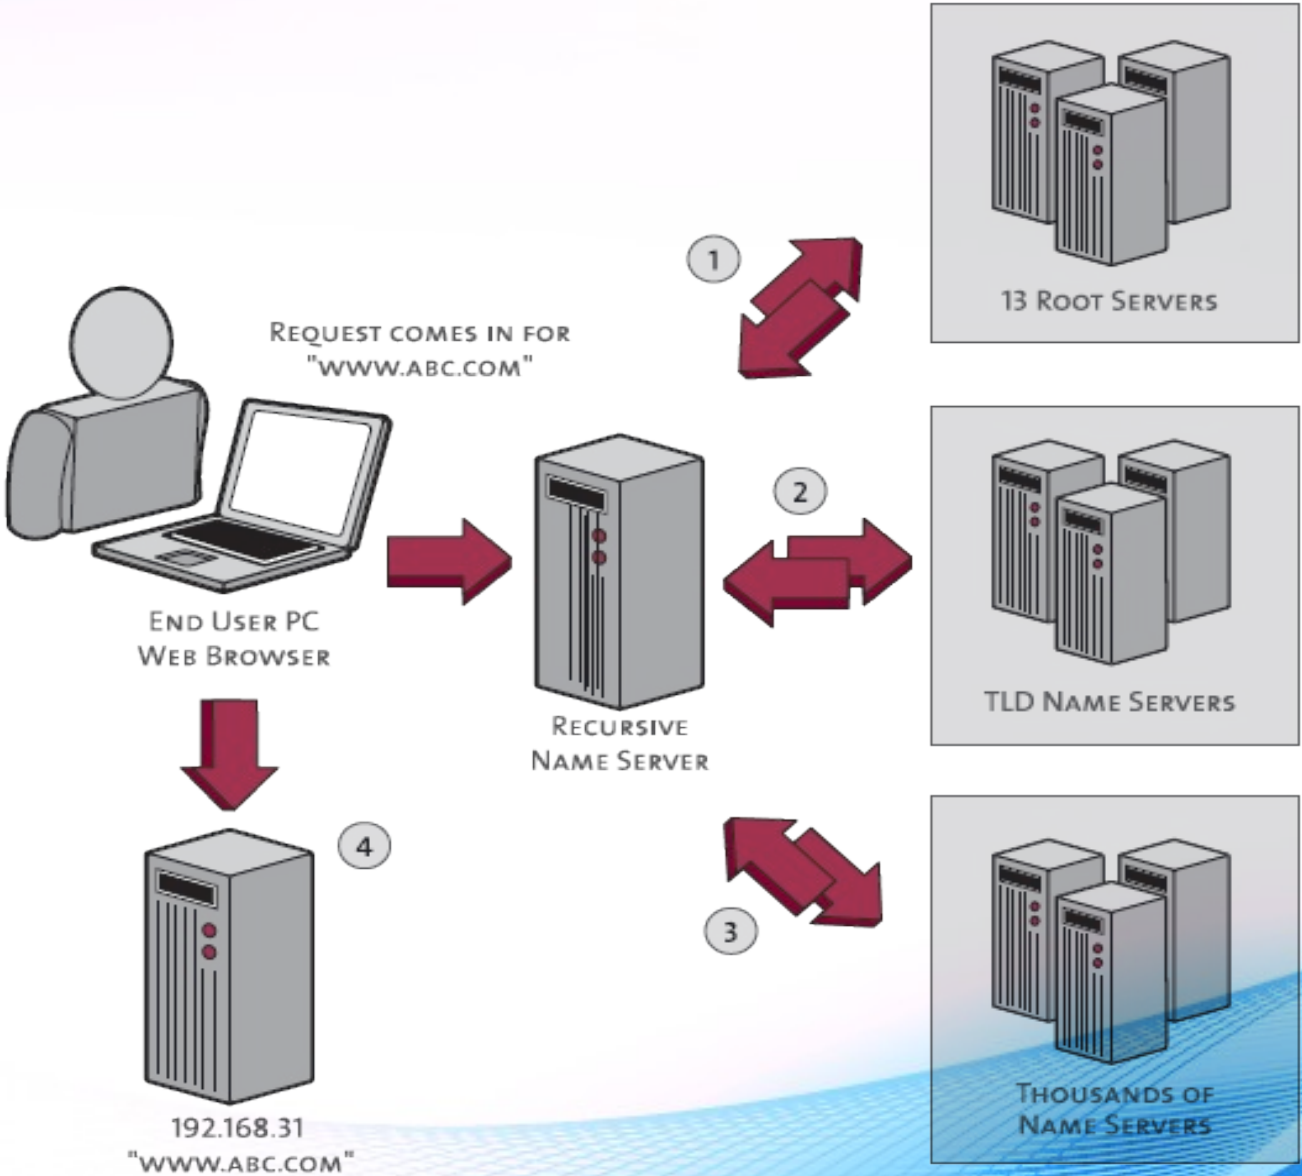 13 Root Servers
1
Request comes in for
"www.abc.com"
2
End User PC
Web Browser
TLD Name Servers
Recursive
Name Server
4
3
Thousands of
Name Servers
192.168.31
"www.abc.com"